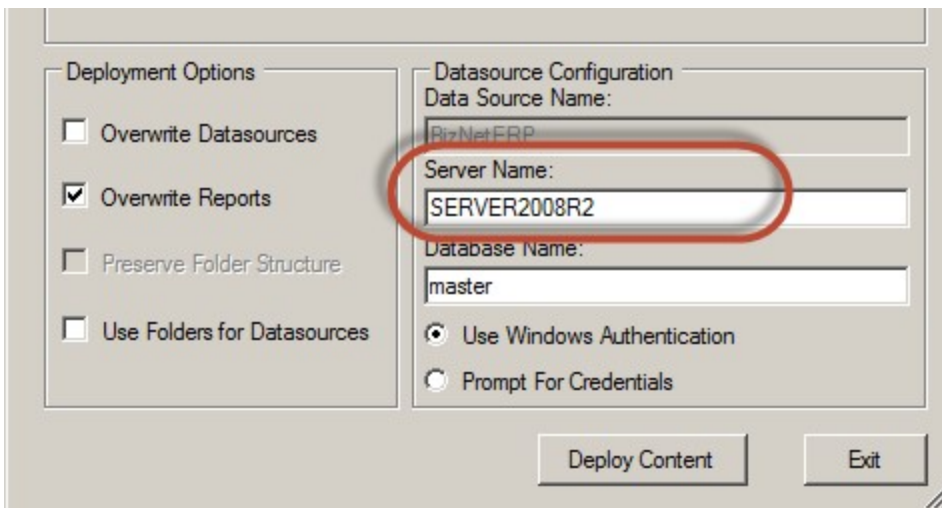 Deployment Options
Overwrite Datasources
Overwrite Reports
Preserve Folder Structure
Use Folders for Datasources
Datasource Configuration
Data Source Name:
BizNetERP
Server Name:
SERVER2008R2
Database Name:
master
Use Windows Authentication
Prompt For Credentials
Deploy Content
Exit